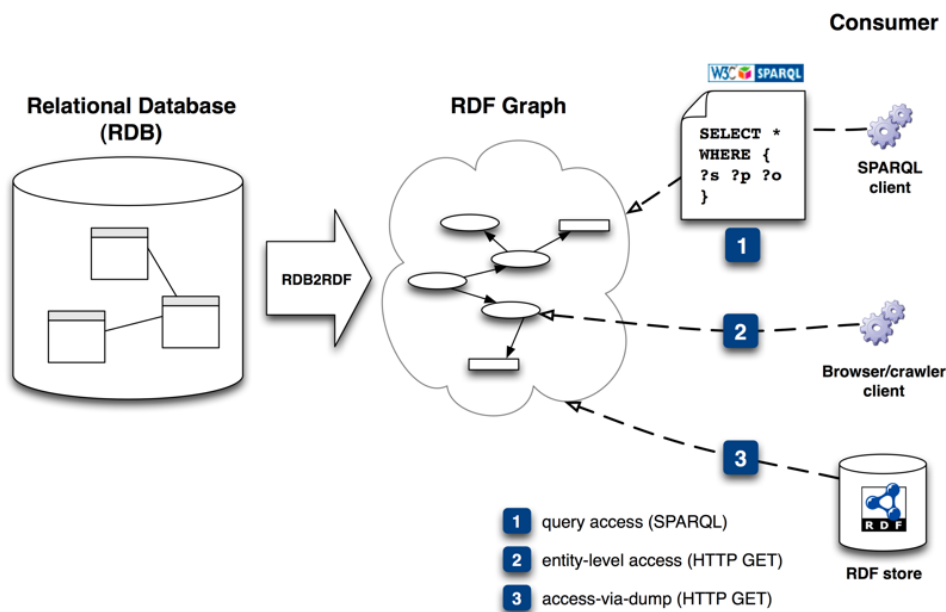 Consumer
W3C SPARQL
Relational Database
(RDB)
RDF Graph
SELECT *
WHERE {
?s ?p ?o
}
SPARQL
client
1
RDB2RDF
2
Browser/crawler
client
3
RDF
RDF store
1 query access (SPARQL)
2 entity-level access (HTTP GET)
3 access-via-dump (HTTP GET)